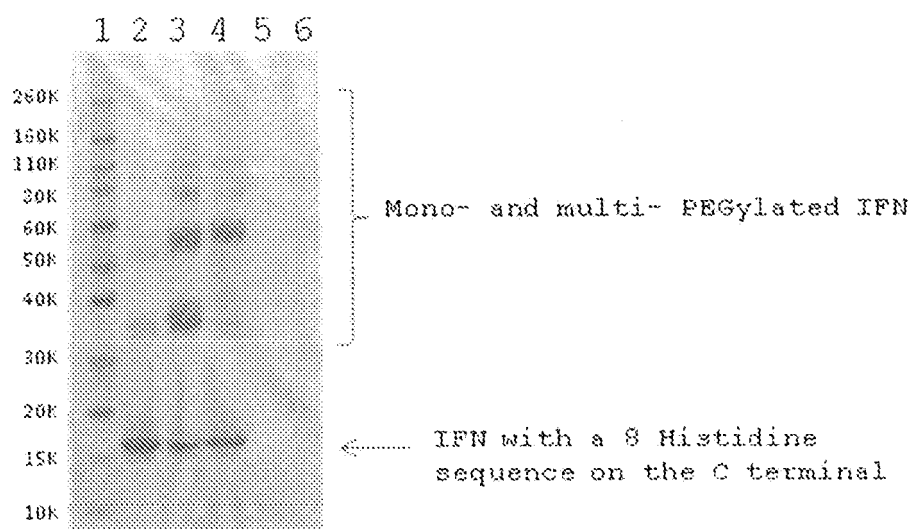 1 2 3 4 5 6
260K
160K
110K
80K
60K
50K
40K
30K
20K
15K
10K
Mono- and multi- PEGylated IFN
IFN with a 8 Histidine
sequence on the C terminal